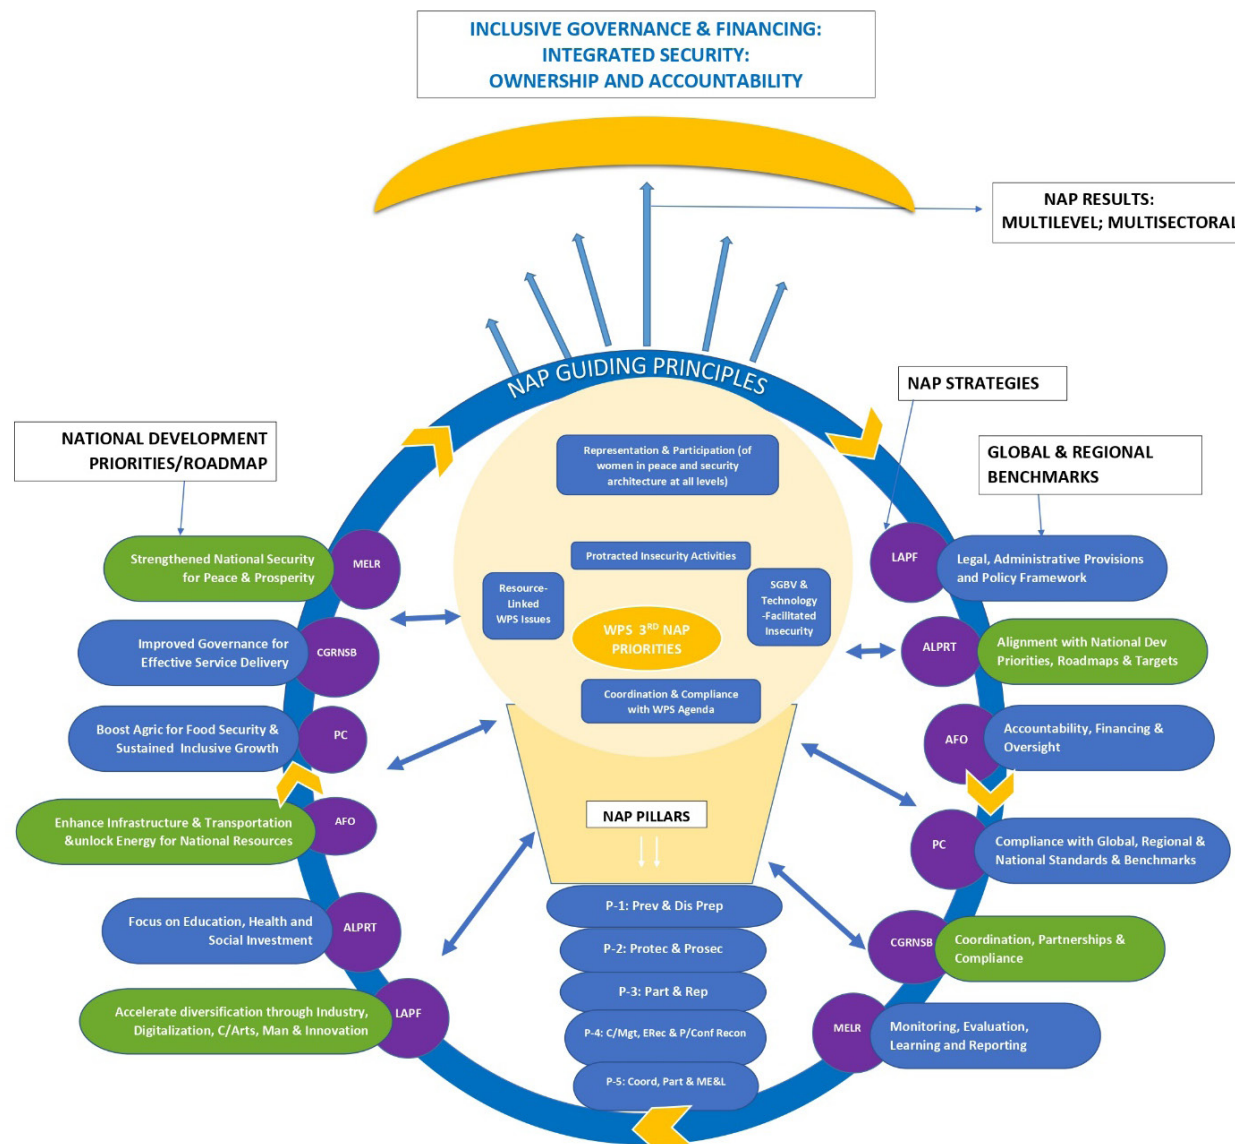 INCLUSIVE GOVERNANCE & FINANCING:
INTEGRATED SECURITY:
OWNERSHIP AND ACCOUNTABILITY
NAP RESULTS:
MULTILEVEL; MULTISECTORAL
NAP GUIDING PRINCIPLES
NAP STRATEGIES
NATIONAL DEVELOPMENT
PRIORITIES/ROADMAP
GLOBAL & REGIONAL
BENCHMARKS
Representation & Participation (of
women in peace and security
architecture at all levels)
Protracted Insecurity Activities
Resource-
Linked
WPS Issues
SGBV &
Technology
-Facilitated
Insecurity
WPS 3RD NAP
PRIORITIES
Coordination & Compliance
with WPS Agenda
Strengthened National Security
for Peace & Prosperity
MELR
Improved Governance for
Effective Service Delivery
CGRNSB
Boost Agric for Food Security &
Sustained Inclusive Growth
PC
Enhance Infrastructure & Transportation
&unlock Energy for National Resources
AFO
Focus on Education, Health and
Social Investment
ALPRT
Accelerate diversification through Industry,
Digitalization, C/Arts, Man & Innovation
LAPF
LAPF
Legal, Administrative Provisions
and Policy Framework
ALPRT
Alignment with National Dev
Priorities, Roadmaps & Targets
AFO
Accountability, Financing &
Oversight
PC
Compliance with Global, Regional &
National Standards & Benchmarks
CGRNSB
Coordination, Partnerships &
Compliance
MELR
Monitoring, Evaluation,
Learning and Reporting
NAP PILLARS
P-1: Prev & Dis Prep
P-2: Protec & Prosec
P-3: Part & Rep
P-4: C/Mgt, ERec & P/Conf Recon
P-5: Coord, Part & ME&L